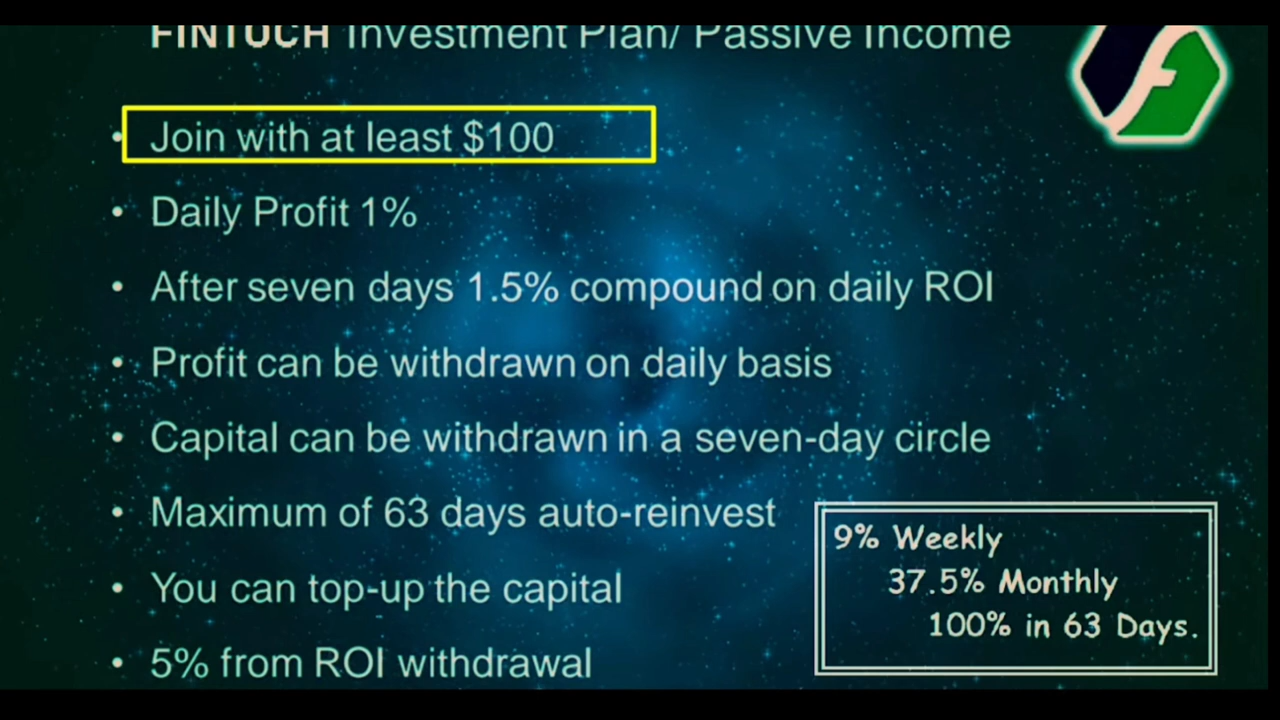 FINTOCH Investment Plan/ Passive Income
• Join with at least $100
• Daily Profit 1%
• After seven days 1.5% compound on daily ROI
• Profit can be withdrawn on daily basis
• Capital can be withdrawn in a seven-day circle
• Maximum of 63 days auto-reinvest
• You can top-up the capital
• 5% from ROI withdrawal
9% Weekly
37.5% Monthly
100% in 63 Days.